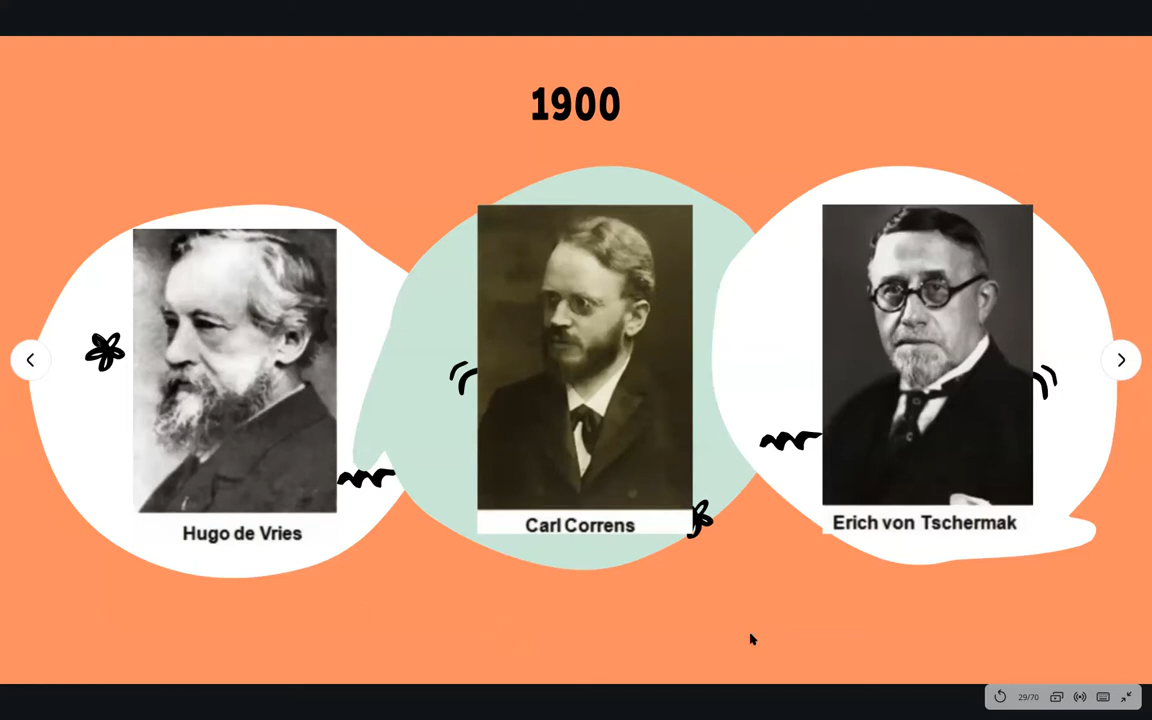 1900
Hugo de Vries
Carl Correns
Erich von Tschermak
29/70